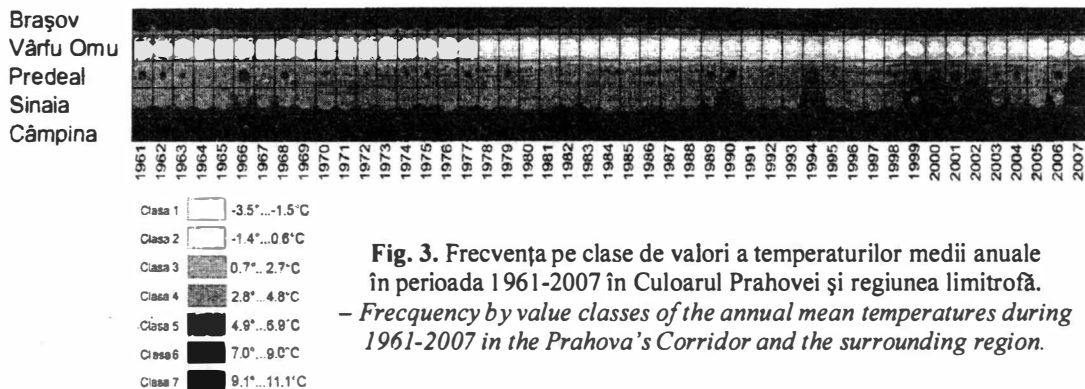 Braşov
Vârfu Omu
Predeal
Sinaia
Câmpina
1961 1962 1963 1964 1965 1966 1967 1968 1969 1970 1971 1972 1973 1974 1975 1976 1977 1978 1979 1980 1981 1982 1983 1984 1985 1986 1987 1988 1989 1990 1991 1992 1993 1994 1995 1996 1997 1998 1999 2000 2001 2002 2003 2004 2005 2006 2007
Clasa 1 -3.5°...-1.5°C
Clasa 2 -1.4°...0.6°C
Clasa 3 0.7°...2.7°C
Clasa 4 2.8°...4.8°C
Clasa 5 4.9°...6.9°C
Clasa 6 7.0°...9.0°C
Clasa 7 9.1°...11.1°C
Fig. 3. Frecvenţa pe clase de valori a temperaturilor medii anuale
în perioada 1961-2007 în Culoarul Prahovei şi regiunea limitrofă.
– Frecquency by value classes of the annual mean temperatures during
1961-2007 in the Prahova's Corridor and the surrounding region.